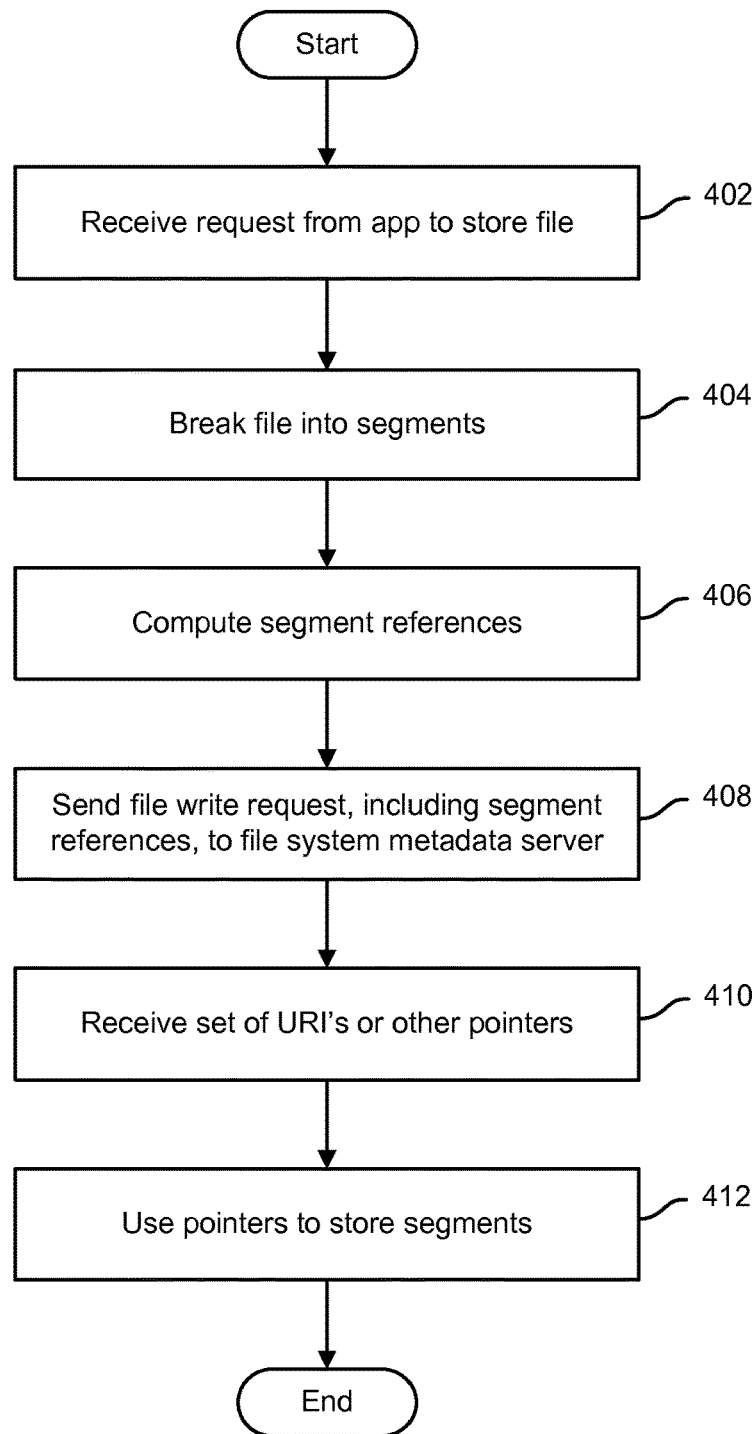 Start
Receive request from app to store file
402
Break file into segments
404
Compute segment references
406
Send file write request, including segment
references, to file system metadata server
408
Receive set of URI's or other pointers
410
Use pointers to store segments
412
End